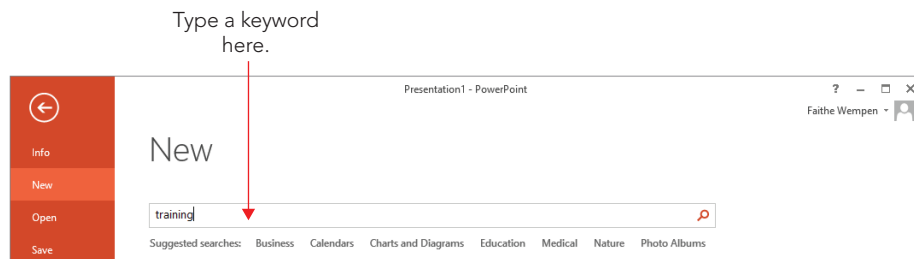 Type a keyword
here.
Presentation1 - PowerPoint
?
Faithe Wempen
Info
New
New
Open
Save
training
Suggested searches: Business Calendars Charts and Diagrams Education Medical Nature Photo Albums